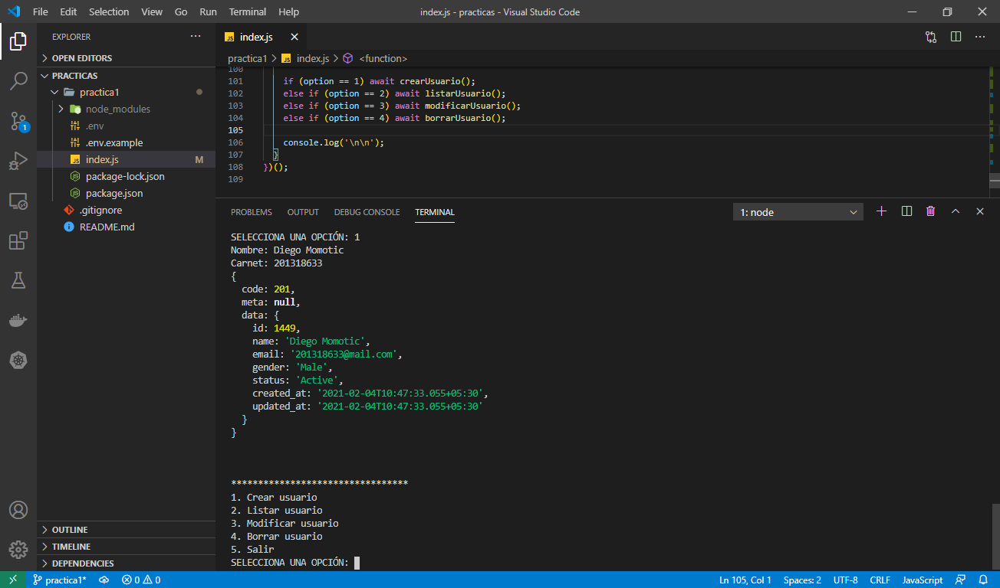 File Edit Selection View Go Run Terminal Help
index.js - practicas - Visual Studio Code
EXPLORER
OPEN EDITORS
PRACTICAS
practica1
node_modules
.env
.env.example
index.js M
package-lock.json
package.json
.gitignore
README.md
OUTLINE
TIMELINE
DEPENDENCIES
1
index.js
practica1 > index.js > <function>
100
101 if (option == 1) await crearUsuario();
102 else if (option == 2) await listarUsuario();
103 else if (option == 3) await modificarUsuario();
104 else if (option == 4) await borrarUsuario();
105
106 console.log('\n\n');
107 }
108 })();
109
PROBLEMS OUTPUT DEBUG CONSOLE TERMINAL
1: node
SELECCIONA UNA OPCIÓN: 1
Nombre: Diego Momotic
Carnet: 201318633
{
code: 201,
meta: null,
data: {
id: 1449,
name: 'Diego Momotic',
email: '201318633@mail.com',
gender: 'Male',
status: 'Active',
created_at: '2021-02-04T10:47:33.055+05:30',
updated_at: '2021-02-04T10:47:33.055+05:30'
}
}
*********************************
1. Crear usuario
2. Listar usuario
3. Modificar usuario
4. Borrar usuario
5. Salir
SELECCIONA UNA OPCIÓN:
practica1* 0 0
Ln 105, Col 1 Spaces: 2 UTF-8 CRLF JavaScript